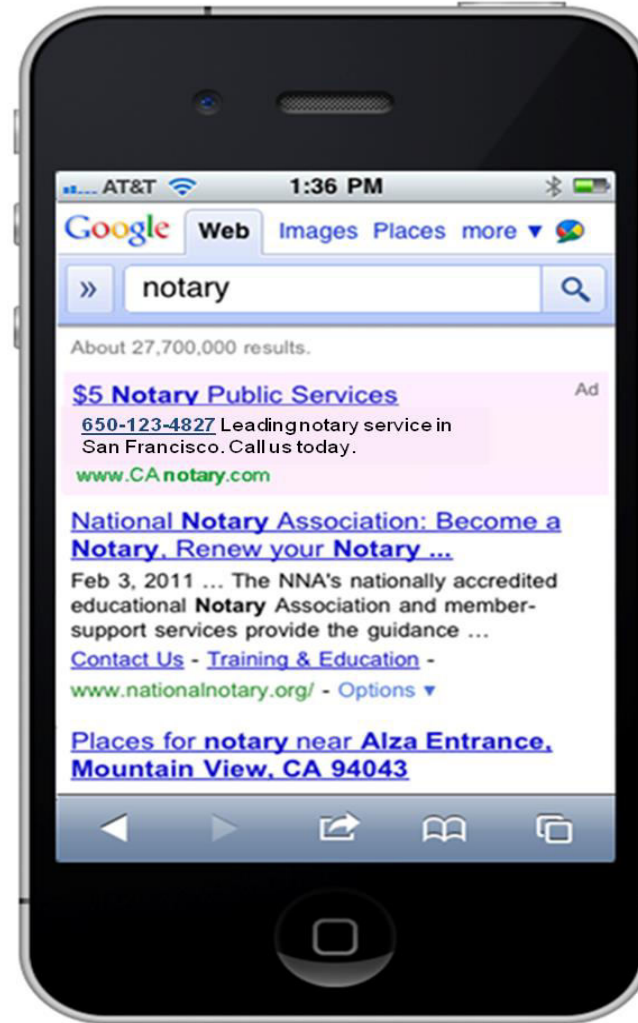 AT&T 1:36 PM
Google Web Images Places more ▼
» notary
About 27,700,000 results.
$5 Notary Public Services Ad
650-123-4827 Leading notary service in
San Francisco. Call us today.
www.CAnotary.com
National Notary Association: Become a
Notary, Renew your Notary ...
Feb 3, 2011 ... The NNA's nationally accredited
educational Notary Association and member-
support services provide the guidance ...
Contact Us - Training & Education -
www.nationalnotary.org/ - Options ▼
Places for notary near Alza Entrance,
Mountain View, CA 94043